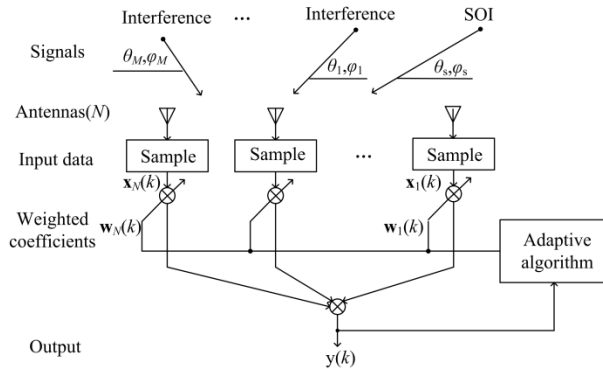 Interference ... Interference SOI
Signals
θM,φM θ1,φ1 θs,φs
Antennas(N)
Input data Sample Sample ... Sample
xN(k) x1(k)
Weighted coefficients wN(k) w1(k) Adaptive algorithm
Output
y(k)